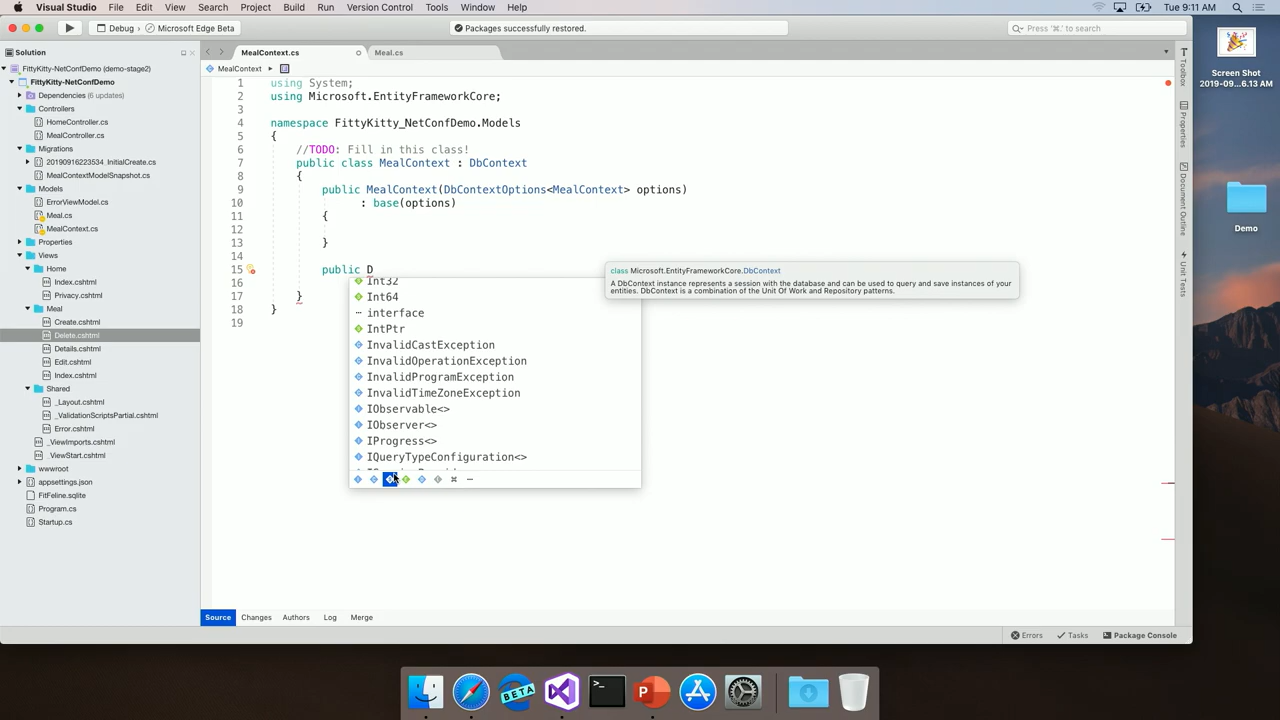 Visual Studio File Edit View Search Project Build Run Version Control Tools Window Help
Tue 9:11 AM
Debug Microsoft Edge Beta
Packages successfully restored.
Press '⌘.' to search
Solution
MealContext.cs
Meal.cs
MealContext
FittyKitty-NetConfDemo (demo-stage2)
FittyKitty-NetConfDemo
Dependencies (6 updates)
Controllers
HomeController.cs
MealController.cs
Migrations
20190916223534_InitialCreate.cs
MealContextModelSnapshot.cs
Models
ErrorViewModel.cs
Meal.cs
MealContext.cs
Properties
Views
Home
Index.cshtml
Privacy.cshtml
Meal
Create.cshtml
Delete.cshtml
Details.cshtml
Edit.cshtml
Index.cshtml
Shared
_Layout.cshtml
_ValidationScriptsPartial.cshtml
Error.cshtml
_ViewImports.cshtml
_ViewStart.cshtml
wwwroot
appsettings.json
FitFeline.sqlite
Program.cs
Startup.cs
1 using System;
2 using Microsoft.EntityFrameworkCore;
3
4 namespace FittyKitty_NetConfDemo.Models
5 {
6 //TODO: Fill in this class!
7 public class MealContext : DbContext
8 {
9 public MealContext(DbContextOptions<MealContext> options)
10 : base(options)
11 {
12
13 }
14
15 public D
16
17 }
18 }
19
Int32
Int64
interface
IntPtr
InvalidCastException
InvalidOperationException
InvalidProgramException
InvalidTimeZoneException
IObservable<>
IObserver<>
IProgress<>
IQueryTypeConfiguration<>
class Microsoft.EntityFrameworkCore.DbContext
A DbContext instance represents a session with the database and can be used to query and save instances of your
entities. DbContext is a combination of the Unit Of Work and Repository patterns.
Toolbox
Properties
Document Outline
Unit Tests
Source Changes Authors Log Merge
Errors Tasks Package Console
Screen Shot
2019-09...6.13 AM
Demo
BETA